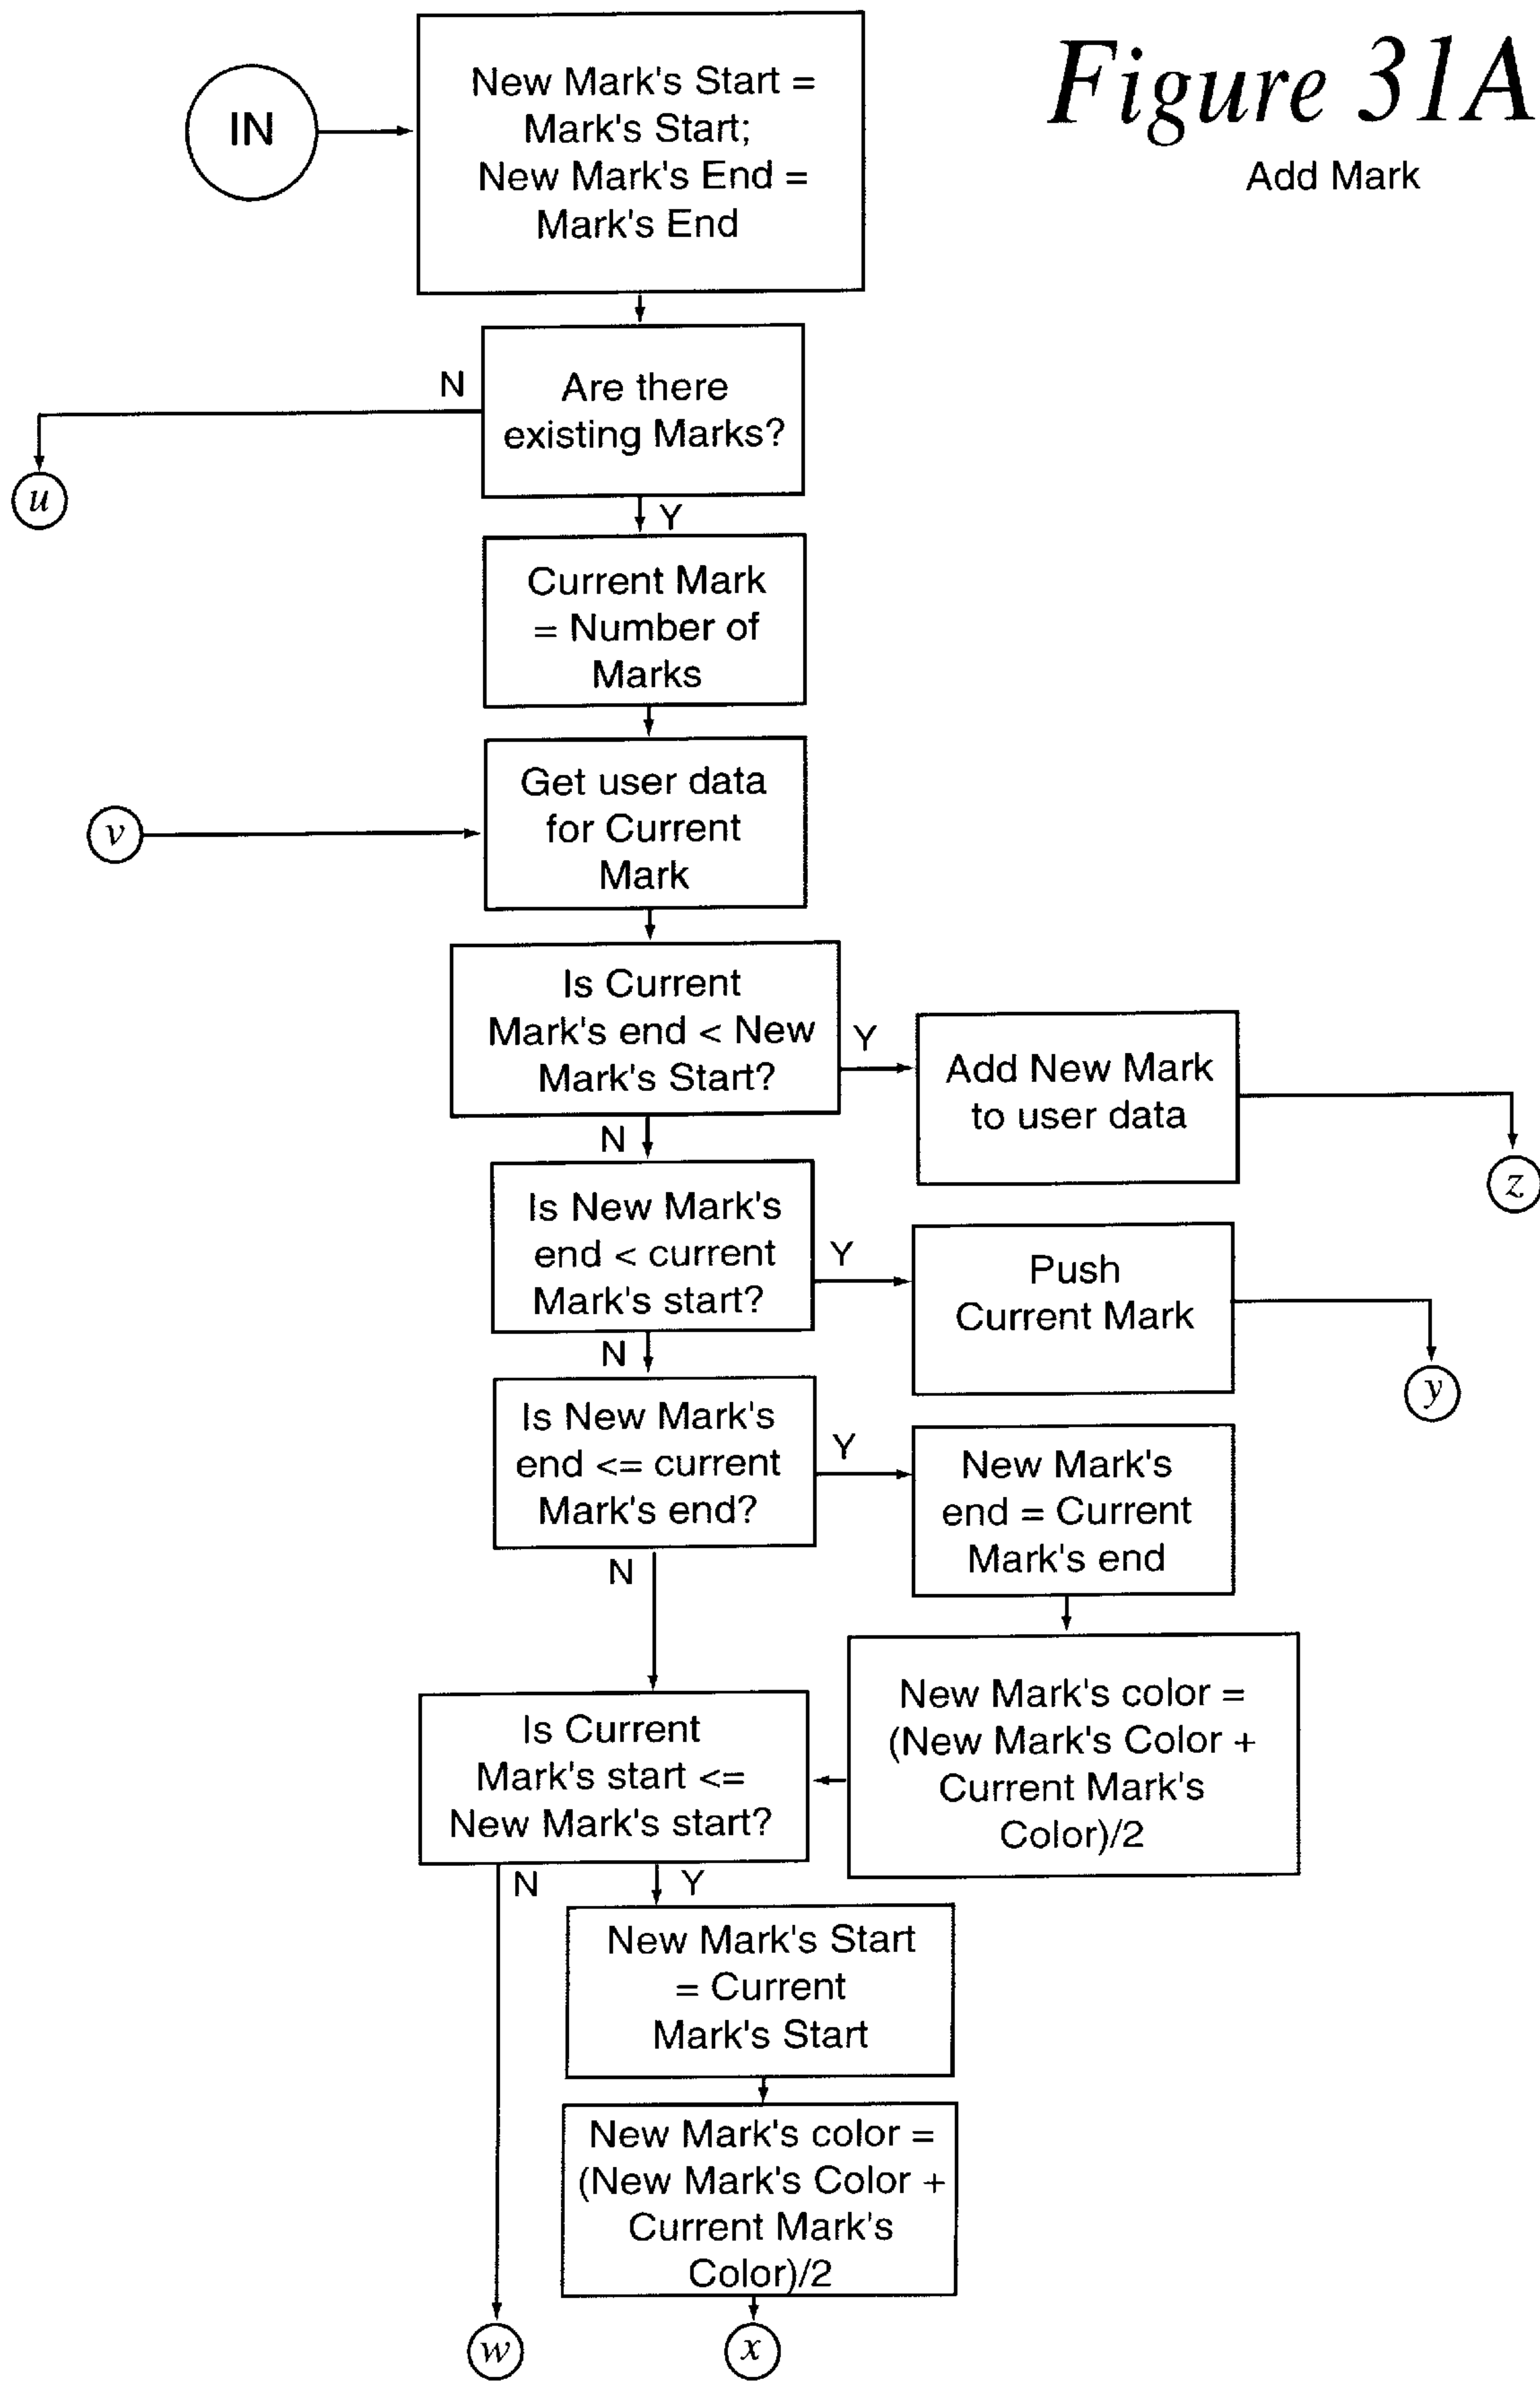 Figure 31A
Add Mark
IN
New Mark's Start =
Mark's Start;
New Mark's End =
Mark's End
N
Are there
existing Marks?
u
Y
Current Mark
= Number of
Marks
v
Get user data
for Current
Mark
Is Current
Mark's end < New
Mark's Start?
Y
Add New Mark
to user data
z
N
Is New Mark's
end < current
Mark's start?
Y
Push
Current Mark
y
N
Is New Mark's
end <= current
Mark's end?
Y
New Mark's
end = Current
Mark's end
N
New Mark's color =
(New Mark's Color +
Current Mark's
Color)/2
Is Current
Mark's start <=
New Mark's start?
N
Y
New Mark's Start
= Current
Mark's Start
New Mark's color =
(New Mark's Color +
Current Mark's
Color)/2
w
x